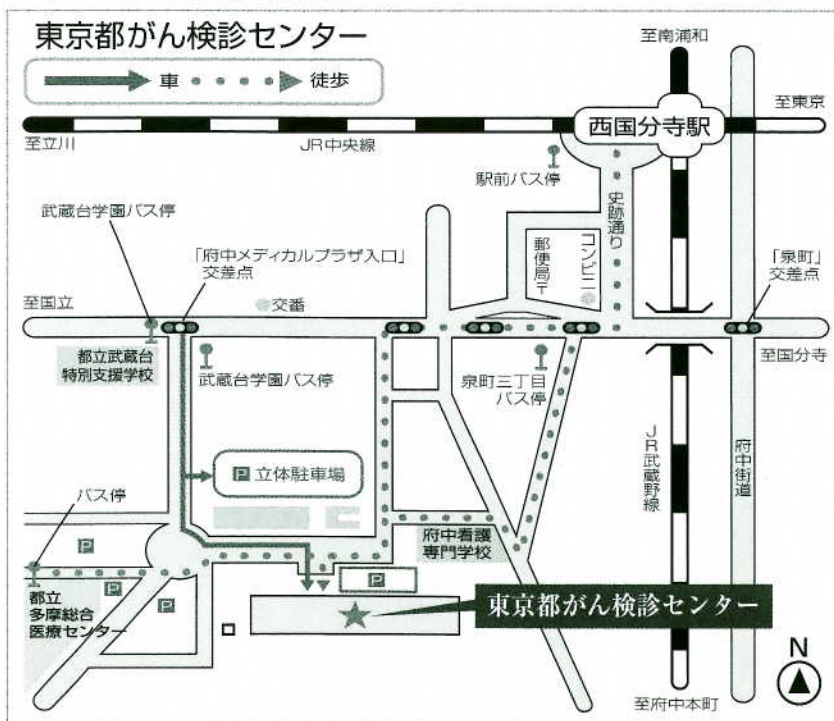 東京都がん検診センター
車
徒歩
至南浦和
至東京
西国分寺駅
至立川
JR中央線
駅前バス停
史跡通り
武蔵台学園バス停
「府中メディカルプラザ入口」
交差点
郵便局〒
コンビニ
「泉町」
交差点
至国立
交番
至国分寺
都立武蔵台
特別支援学校
武蔵台学園バス停
泉町三丁目
バス停
JR武蔵野線
府中街道
P 立体駐車場
バス停
P
府中看護
専門学校
P
P
P
都立
多摩総合
医療センター
東京都がん検診センター
N
至府中本町